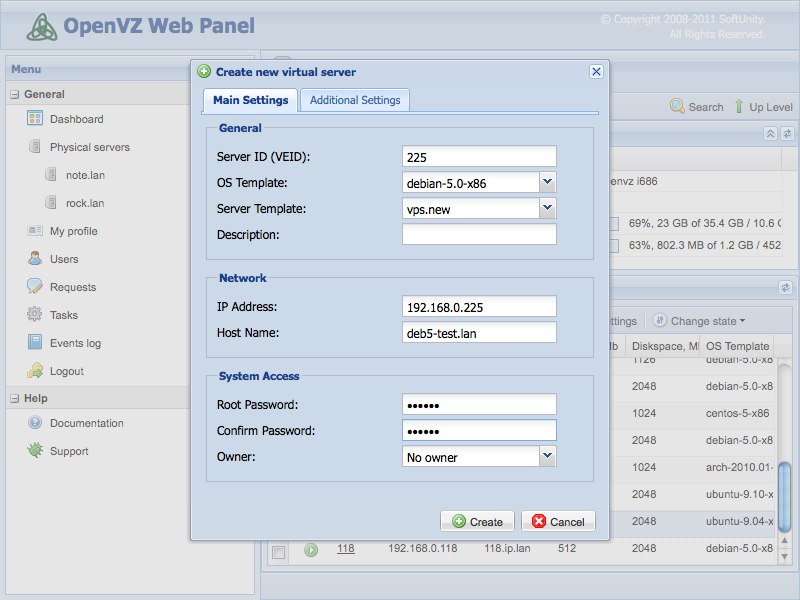 OpenVZ Web Panel
© Copyright 2008-2011 SoftUnity.
All Rights Reserved.
Menu
General
Dashboard
Physical servers
note.lan
rock.lan
My profile
Users
Requests
Tasks
Events log
Logout
Help
Documentation
Support
Create new virtual server
Main Settings Additional Settings
General
Server ID (VEID): 225
OS Template: debian-5.0-x86
Server Template: vps.new
Description:
Network
IP Address: 192.168.0.225
Host Name: deb5-test.lan
System Access
Root Password: ••••••
Confirm Password: ••••••
Owner: No owner
Create Cancel
Search Up Level
envz i686
69%, 23 GB of 35.4 GB / 10.6 G
63%, 802.3 MB of 1.2 GB / 452
ettings Change state
Ib Diskspace, M OS Template
1126 debian-5.0-x8
2048 debian-5.0-x8
1024 centos-5-x86
2048 debian-5.0-x8
1024 arch-2010.01-
2048 ubuntu-9.10-x
2048 ubuntu-9.04-x
118 192.168.0.118 118.ip.lan 512 2048 debian-5.0-x8